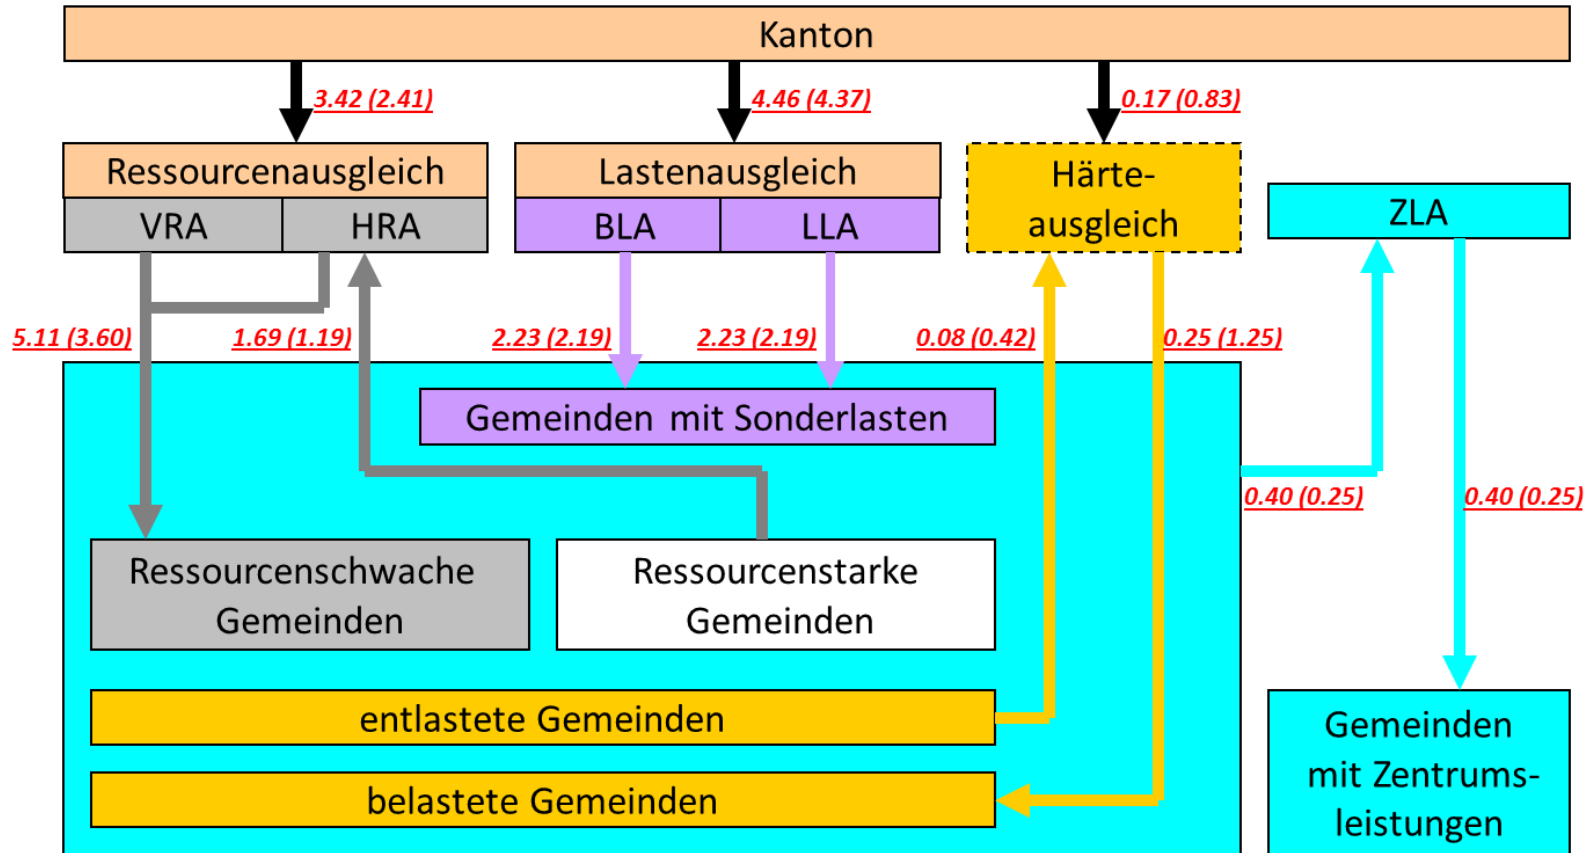 Kanton
3.42 (2.41)
4.46 (4.37)
0.17 (0.83)
Ressourcenausgleich
VRA
HRA
Lastenausgleich
BLA
LLA
Härte-
ausgleich
ZLA
5.11 (3.60)
1.69 (1.19)
2.23 (2.19)
2.23 (2.19)
0.08 (0.42)
0.25 (1.25)
Gemeinden mit Sonderlasten
0.40 (0.25)
0.40 (0.25)
Ressourcenschwache
Gemeinden
Ressourcenstarke
Gemeinden
entlastete Gemeinden
belastete Gemeinden
Gemeinden
mit Zentrums-
leistungen